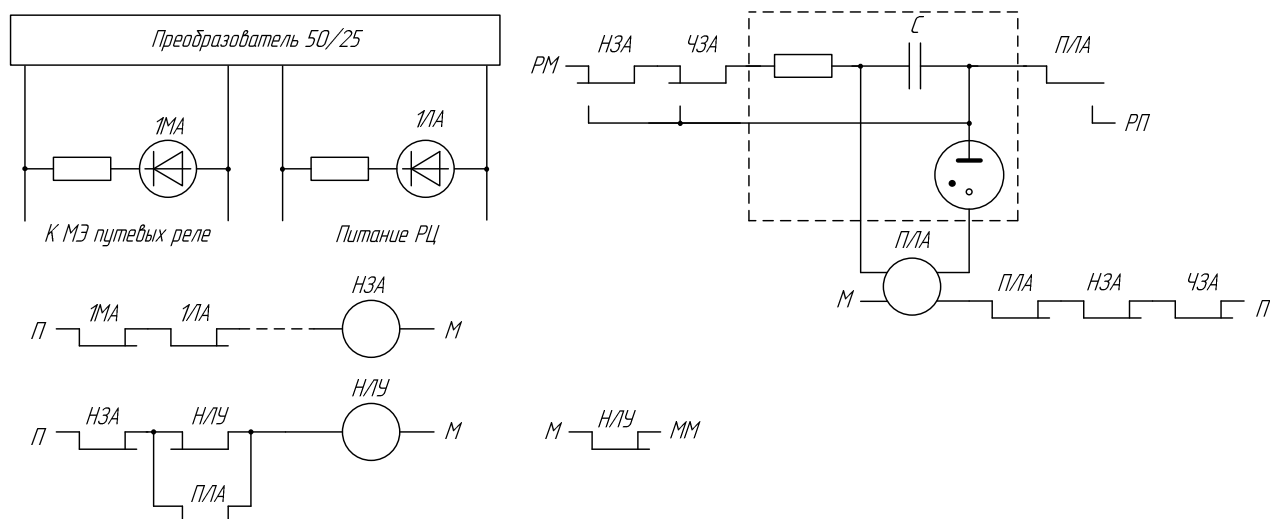 Преобразователь 50/25
1МА
1ЛА
К МЭ путевых реле
Питание РЦ
РМ
НЗА
ЧЗА
С
ПЛА
РП
ПЛА
М
ПЛА
НЗА
ЧЗА
П
П
1МА
1ЛА
НЗА
М
П
НЗА
НЛУ
НЛУ
М
ПЛА
М
НЛУ
ММ